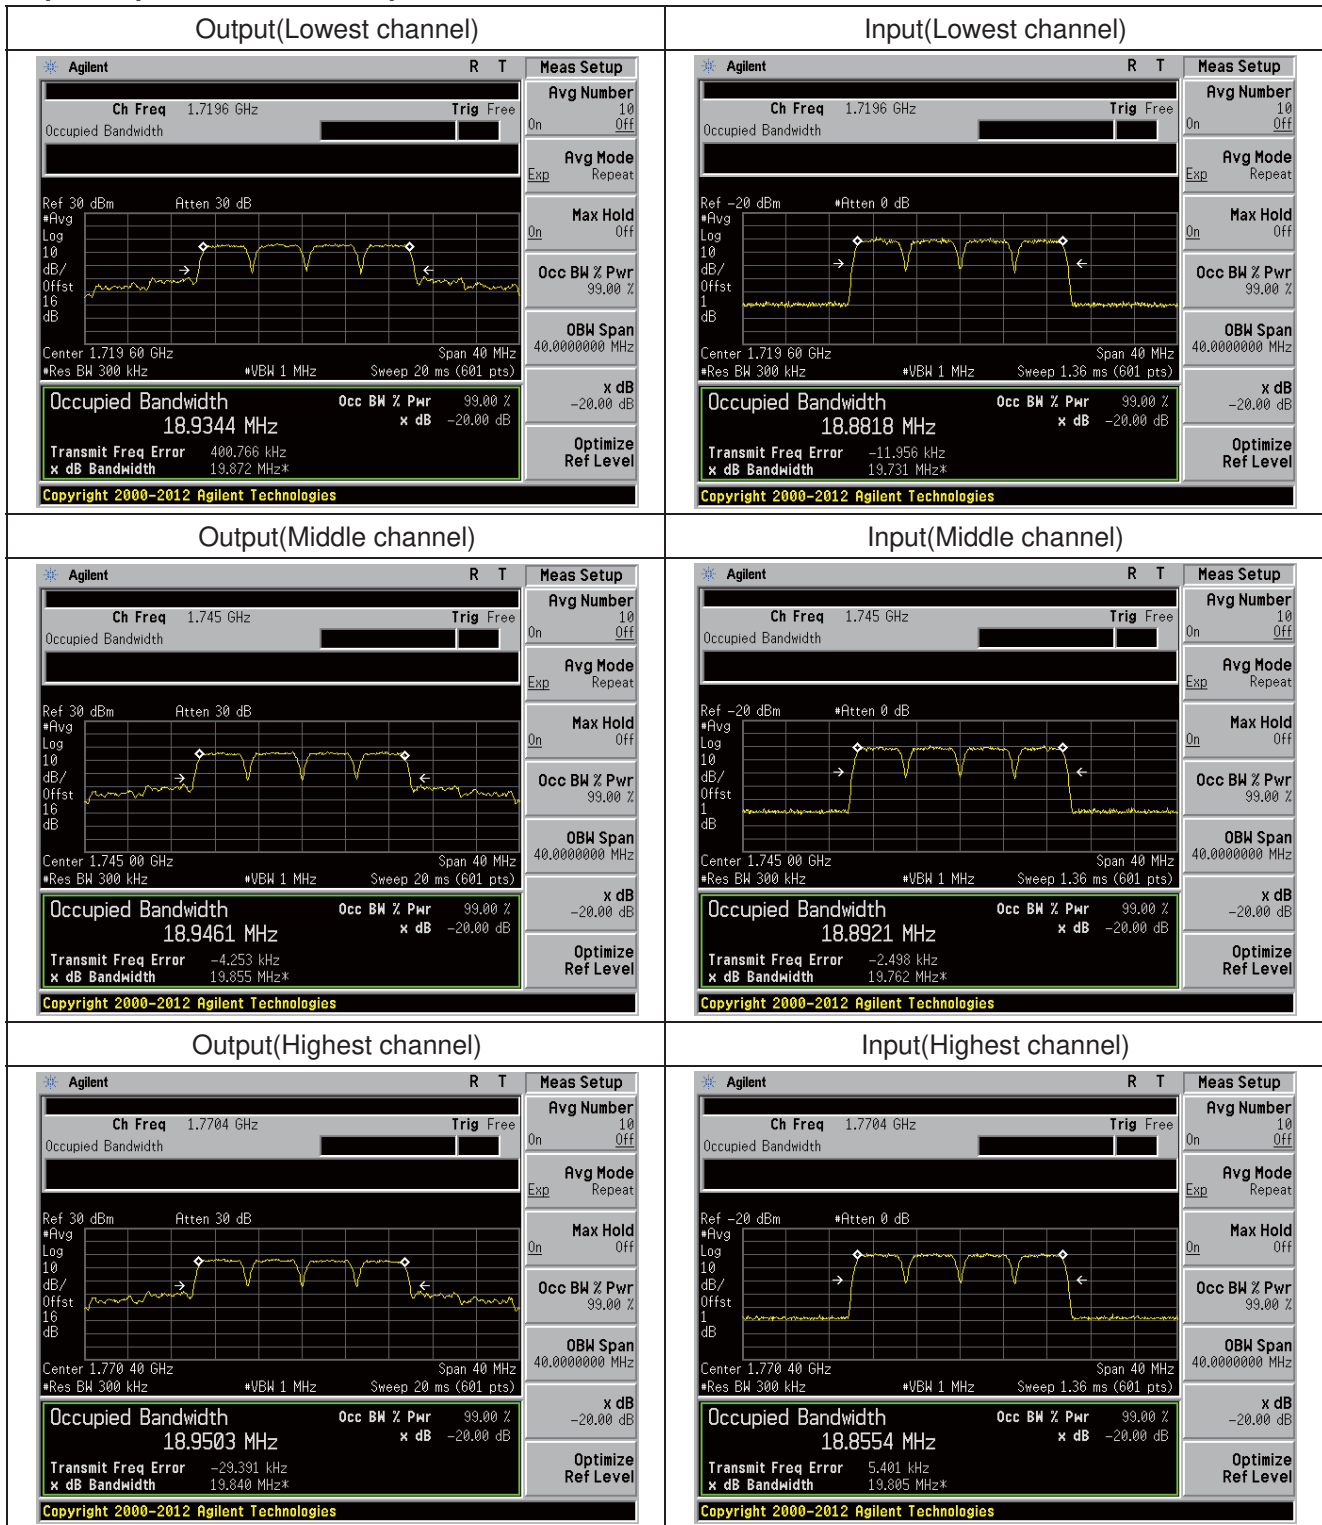 Output(Lowest channel)
Input(Lowest channel)
Agilent R T Meas Setup
Ch Freq 1.7196 GHz Trig Free
Occupied Bandwidth
Avg Number
10
On Off
Avg Mode
Exp Repeat
Ref 30 dBm Atten 30 dB
#Avg
Log
10
dB/
Offst
16
dB
Max Hold
On Off
Occ BW % Pwr
99.00 %
OBW Span
40.0000000 MHz
Center 1.719 60 GHz Span 40 MHz
#Res BW 300 kHz #VBW 1 MHz Sweep 20 ms (601 pts)
x dB
-20.00 dB
Occupied Bandwidth Occ BW % Pwr 99.00 %
18.9344 MHz x dB -20.00 dB
Transmit Freq Error 400.766 kHz
x dB Bandwidth 19.872 MHz*
Optimize
Ref Level
Copyright 2000-2012 Agilent Technologies
Agilent R T Meas Setup
Ch Freq 1.7196 GHz Trig Free
Occupied Bandwidth
Avg Number
10
On Off
Avg Mode
Exp Repeat
Ref -20 dBm #Atten 0 dB
#Avg
Log
10
dB/
Offst
1
dB
Max Hold
On Off
Occ BW % Pwr
99.00 %
OBW Span
40.0000000 MHz
Center 1.719 60 GHz Span 40 MHz
#Res BW 300 kHz #VBW 1 MHz Sweep 1.36 ms (601 pts)
x dB
-20.00 dB
Occupied Bandwidth Occ BW % Pwr 99.00 %
18.8818 MHz x dB -20.00 dB
Transmit Freq Error -11.956 kHz
x dB Bandwidth 19.731 MHz*
Optimize
Ref Level
Copyright 2000-2012 Agilent Technologies
Output(Middle channel)
Input(Middle channel)
Agilent R T Meas Setup
Ch Freq 1.745 GHz Trig Free
Occupied Bandwidth
Avg Number
10
On Off
Avg Mode
Exp Repeat
Ref 30 dBm Atten 30 dB
#Avg
Log
10
dB/
Offst
16
dB
Max Hold
On Off
Occ BW % Pwr
99.00 %
OBW Span
40.0000000 MHz
Center 1.745 00 GHz Span 40 MHz
#Res BW 300 kHz #VBW 1 MHz Sweep 20 ms (601 pts)
x dB
-20.00 dB
Occupied Bandwidth Occ BW % Pwr 99.00 %
18.9461 MHz x dB -20.00 dB
Transmit Freq Error -4.253 kHz
x dB Bandwidth 19.855 MHz*
Optimize
Ref Level
Copyright 2000-2012 Agilent Technologies
Agilent R T Meas Setup
Ch Freq 1.745 GHz Trig Free
Occupied Bandwidth
Avg Number
10
On Off
Avg Mode
Exp Repeat
Ref -20 dBm #Atten 0 dB
#Avg
Log
10
dB/
Offst
1
dB
Max Hold
On Off
Occ BW % Pwr
99.00 %
OBW Span
40.0000000 MHz
Center 1.745 00 GHz Span 40 MHz
#Res BW 300 kHz #VBW 1 MHz Sweep 1.36 ms (601 pts)
x dB
-20.00 dB
Occupied Bandwidth Occ BW % Pwr 99.00 %
18.8921 MHz x dB -20.00 dB
Transmit Freq Error -2.498 kHz
x dB Bandwidth 19.762 MHz*
Optimize
Ref Level
Copyright 2000-2012 Agilent Technologies
Output(Highest channel)
Input(Highest channel)
Agilent R T Meas Setup
Ch Freq 1.7704 GHz Trig Free
Occupied Bandwidth
Avg Number
10
On Off
Avg Mode
Exp Repeat
Ref 30 dBm Atten 30 dB
#Avg
Log
10
dB/
Offst
16
dB
Max Hold
On Off
Occ BW % Pwr
99.00 %
OBW Span
40.0000000 MHz
Center 1.770 40 GHz Span 40 MHz
#Res BW 300 kHz #VBW 1 MHz Sweep 20 ms (601 pts)
x dB
-20.00 dB
Occupied Bandwidth Occ BW % Pwr 99.00 %
18.9503 MHz x dB -20.00 dB
Transmit Freq Error -29.391 kHz
x dB Bandwidth 19.840 MHz*
Optimize
Ref Level
Copyright 2000-2012 Agilent Technologies
Agilent R T Meas Setup
Ch Freq 1.7704 GHz Trig Free
Occupied Bandwidth
Avg Number
10
On Off
Avg Mode
Exp Repeat
Ref -20 dBm #Atten 0 dB
#Avg
Log
10
dB/
Offst
1
dB
Max Hold
On Off
Occ BW % Pwr
99.00 %
OBW Span
40.0000000 MHz
Center 1.770 40 GHz Span 40 MHz
#Res BW 300 kHz #VBW 1 MHz Sweep 1.36 ms (601 pts)
x dB
-20.00 dB
Occupied Bandwidth Occ BW % Pwr 99.00 %
18.8554 MHz x dB -20.00 dB
Transmit Freq Error 5.401 kHz
x dB Bandwidth 19.805 MHz*
Optimize
Ref Level
Copyright 2000-2012 Agilent Technologies